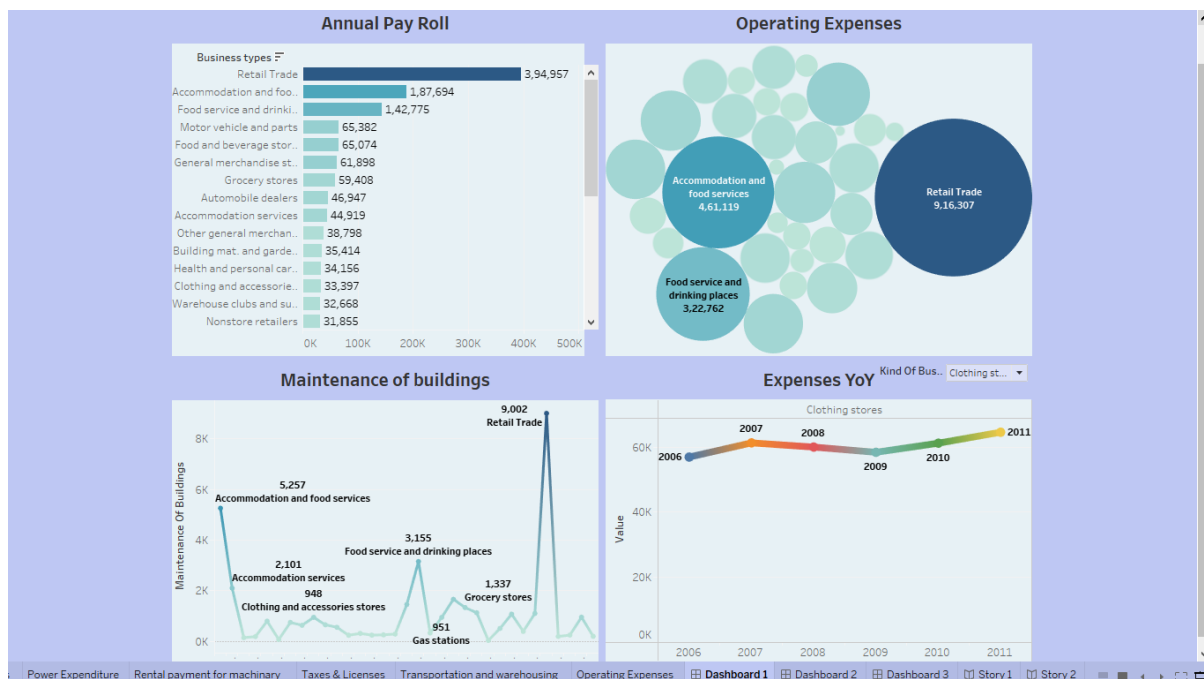 Annual Pay Roll
Business types
Retail Trade 3,94,957
Accommodation and foo.. 1,87,694
Food service and drinki.. 1,42,775
Motor vehicle and parts 65,382
Food and beverage stor.. 65,074
General merchandise st.. 61,898
Grocery stores 59,408
Automobile dealers 46,947
Accommodation services 44,919
Other general merchan.. 38,798
Building mat. and garde.. 35,414
Health and personal car.. 34,156
Clothing and accessorie.. 33,397
Warehouse clubs and su.. 32,668
Nonstore retailers 31,855
0K 100K 200K 300K 400K 500K
Operating Expenses
Accommodation and
food services
4,61,119
Retail Trade
9,16,307
Food service and
drinking places
3,22,762
Maintenance of buildings
Maintenance Of Buildings
8K
6K
4K
2K
0K
9,002
Retail Trade
5,257
Accommodation and food services
3,155
Food service and drinking places
2,101
Accommodation services
948
Clothing and accessories stores
1,337
Grocery stores
951
Gas stations
Expenses YoY
Kind Of Bus.. Clothing st...
Clothing stores
Value
60K
40K
20K
0K
2006
2007
2008
2009
2010
2011
2006 2007 2008 2009 2010 2011
s Power Expenditure Rental payment for machinary Taxes & Licenses Transportation and warehousing Operating Expenses Dashboard 1 Dashboard 2 Dashboard 3 Story 1 Story 2